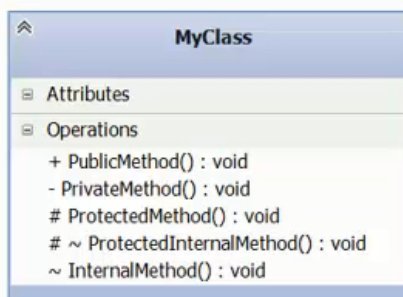 MyClass
Attributes
Operations
+ PublicMethod() : void
- PrivateMethod() : void
# ProtectedMethod() : void
# ~ ProtectedInternalMethod() : void
~ InternalMethod() : void